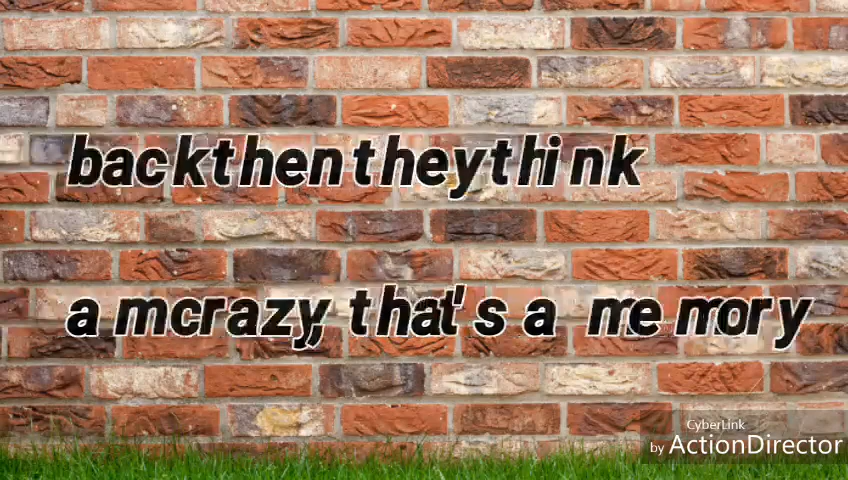 backthentheythink
a mcrazy, that's a memory
CyberLink
by ActionDirector